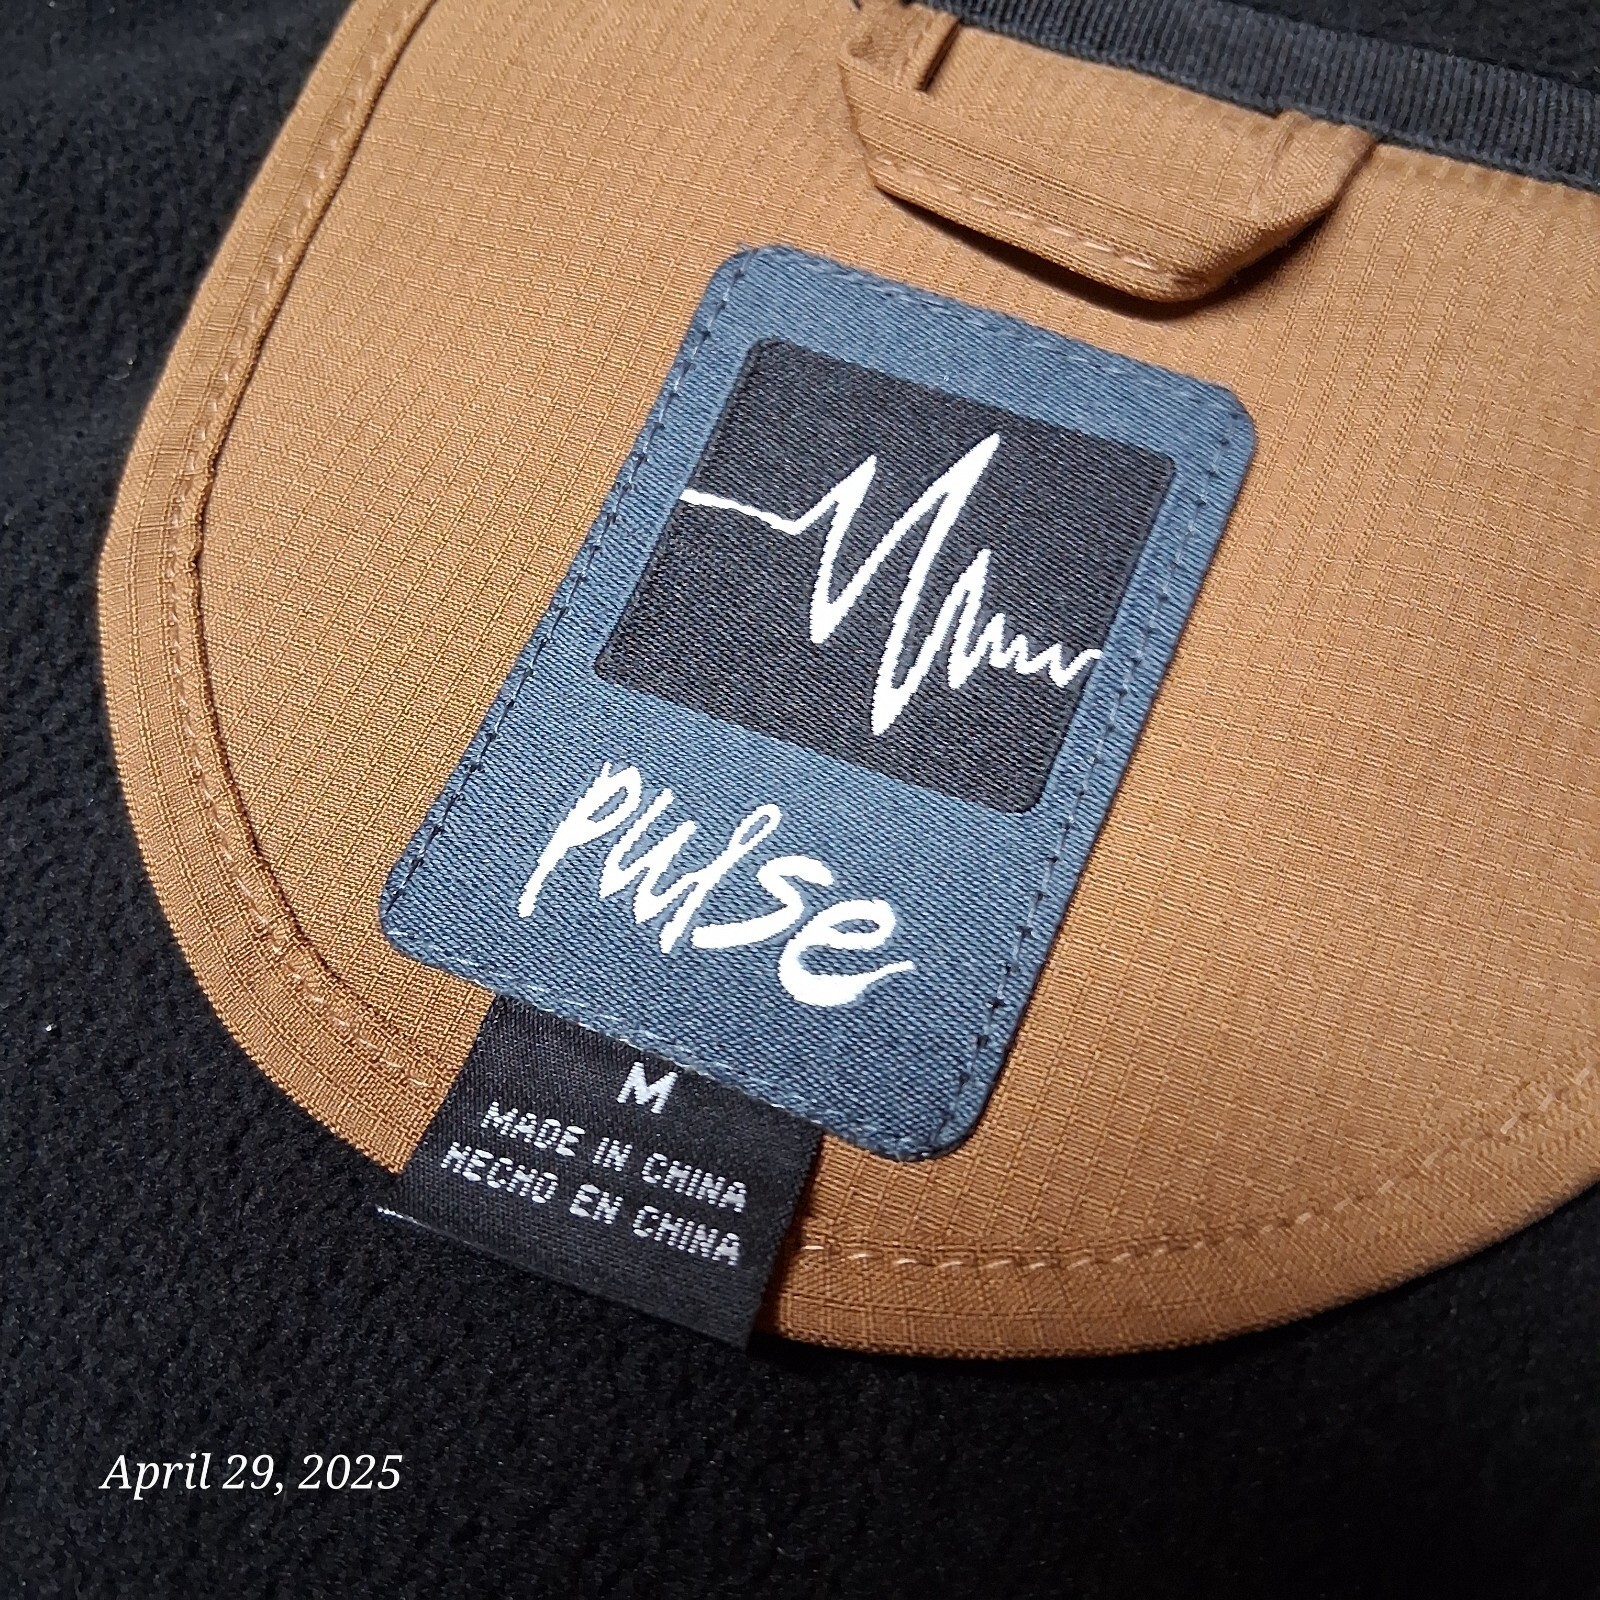 pulse
M
MADE IN CHINA
HECHO EN CHINA
April 29, 2025